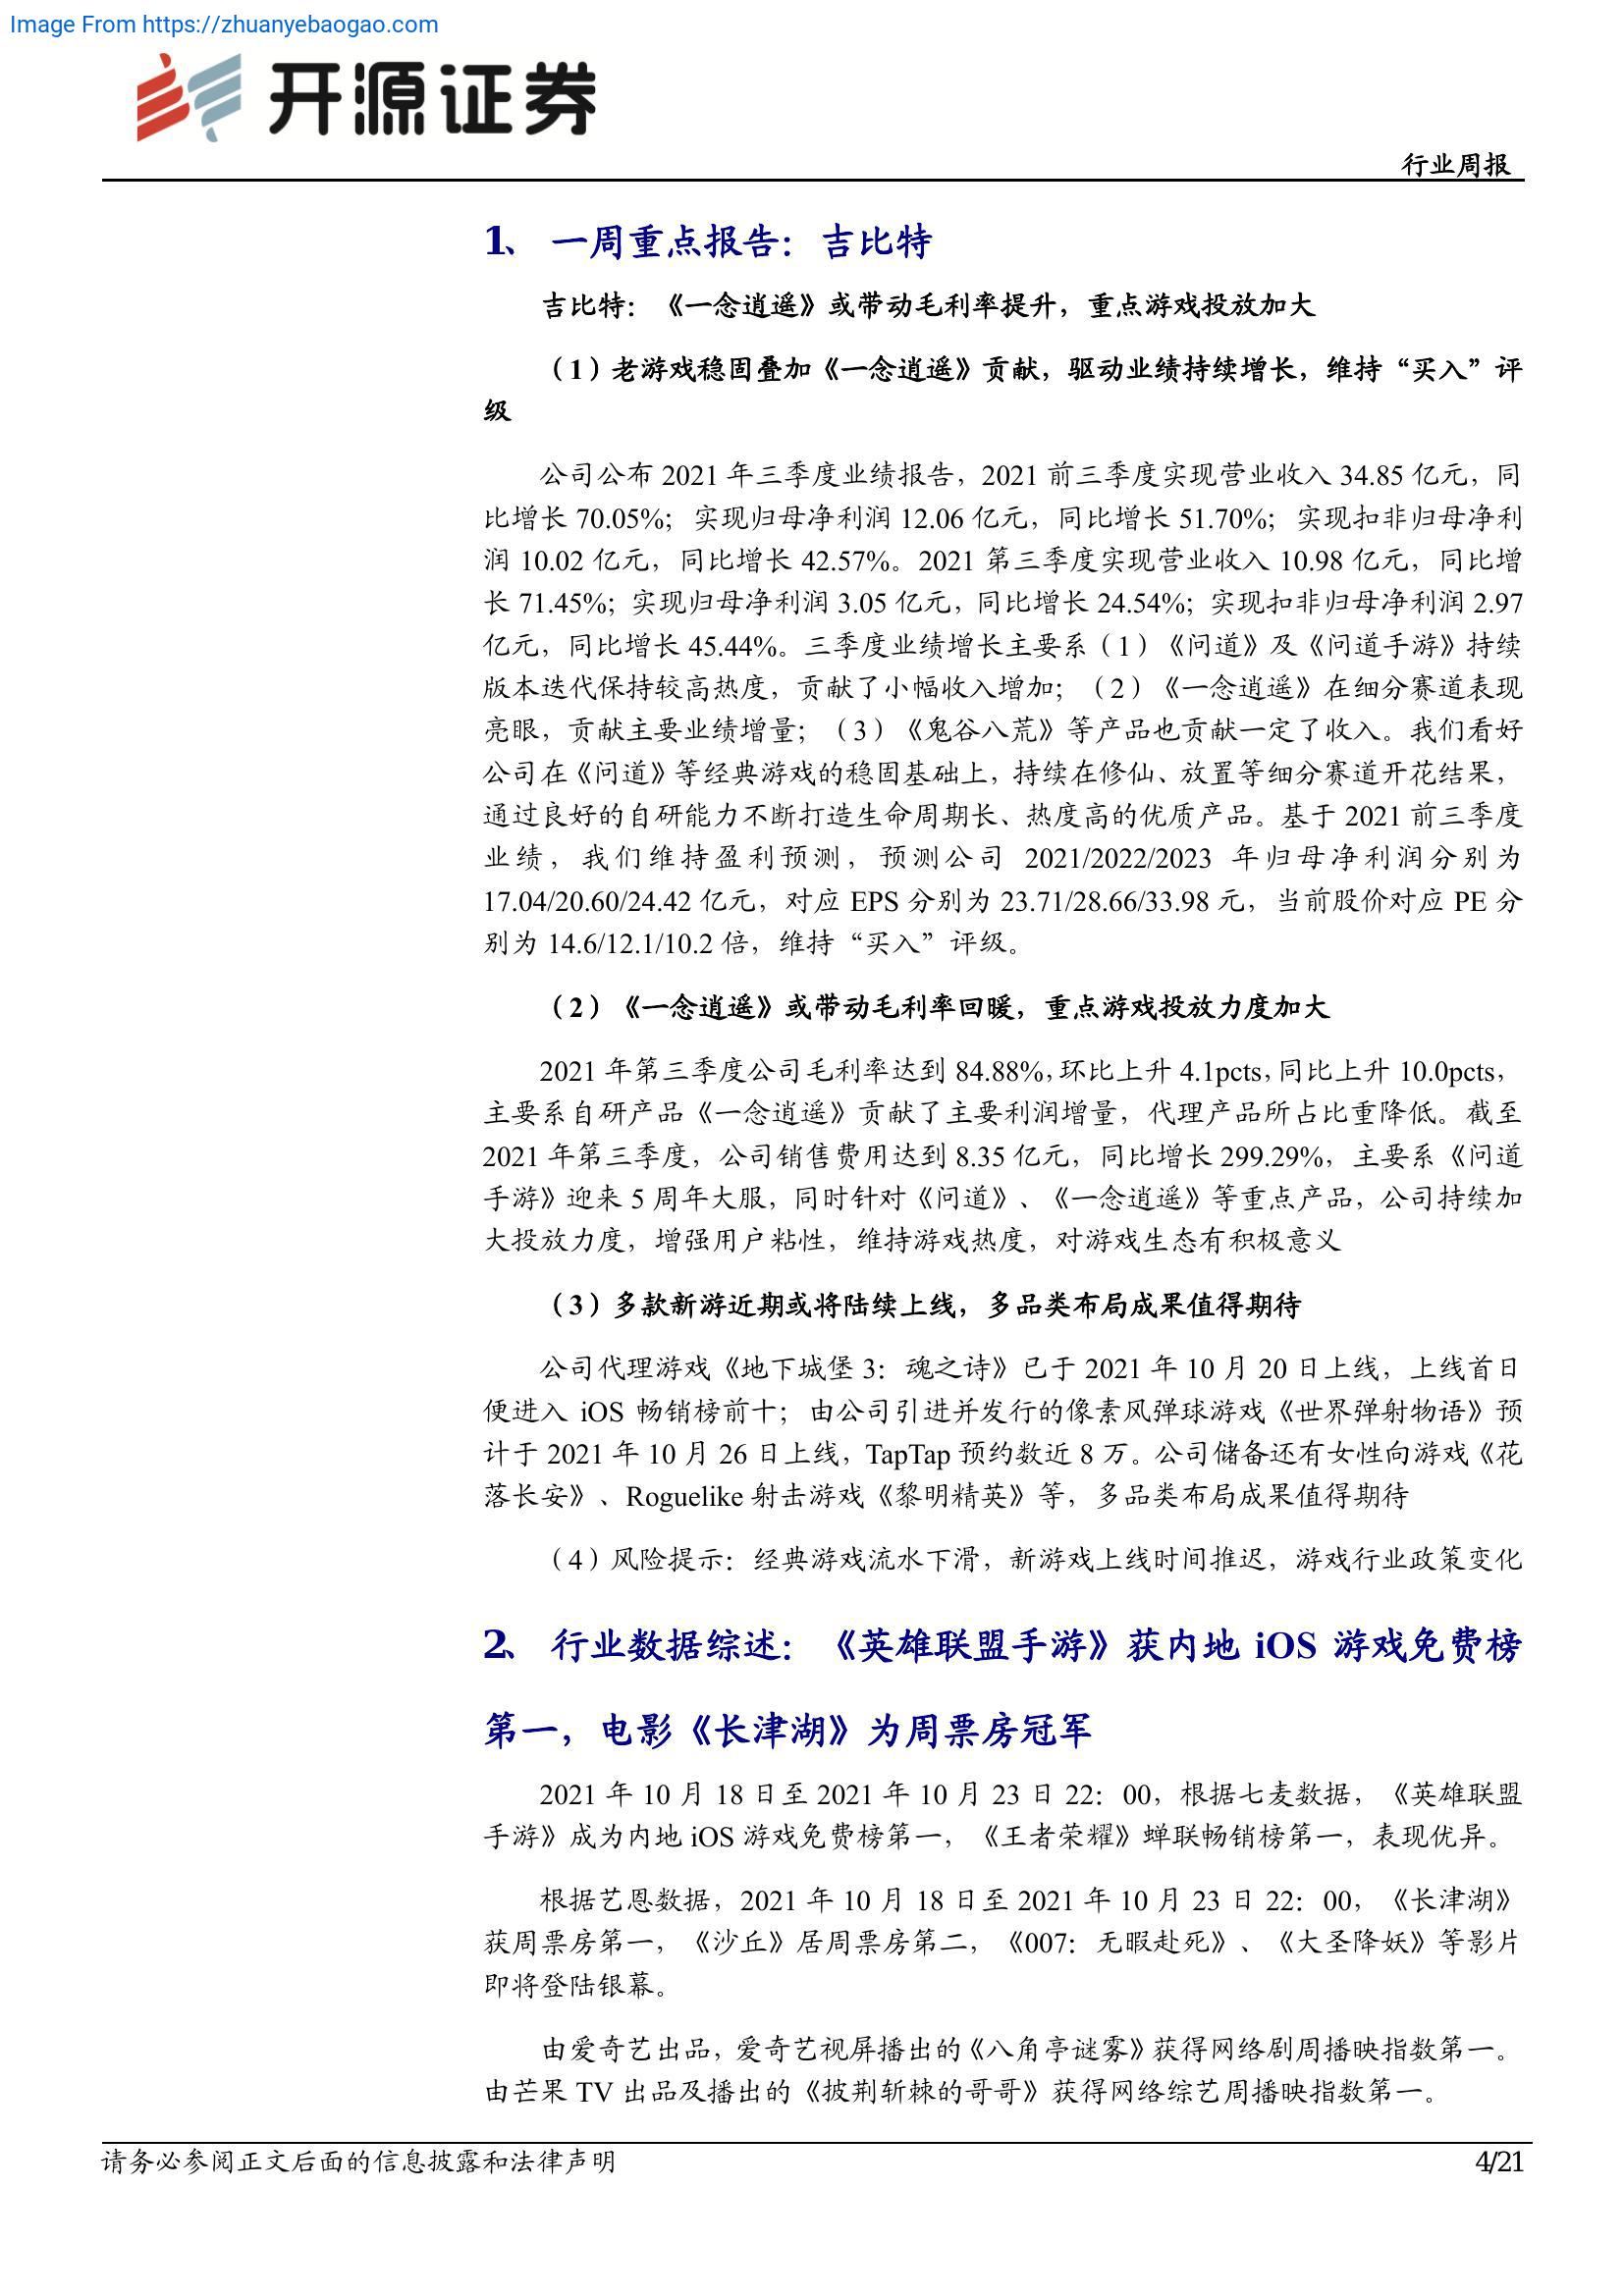 Image From https://zhuanyebaogao.com
开源证券
行业周报
1、 一周重点报告：吉比特
吉比特：《一念逍遥》或带动毛利率提升，重点游戏投放加大
（1）老游戏稳固叠加《一念逍遥》贡献，驱动业绩持续增长，维持“买入”评
级
公司公布 2021 年三季度业绩报告，2021 前三季度实现营业收入 34.85 亿元，同
比增长 70.05%；实现归母净利润 12.06 亿元，同比增长 51.70%；实现扣非归母净利
润 10.02 亿元，同比增长 42.57%。2021 第三季度实现营业收入 10.98 亿元，同比增
长 71.45%；实现归母净利润 3.05 亿元，同比增长 24.54%；实现扣非归母净利润 2.97
亿元，同比增长 45.44%。三季度业绩增长主要系（1）《问道》及《问道手游》持续
版本迭代保持较高热度，贡献了小幅收入增加；（2）《一念逍遥》在细分赛道表现
亮眼，贡献主要业绩增量；（3）《鬼谷八荒》等产品也贡献一定了收入。我们看好
公司在《问道》等经典游戏的稳固基础上，持续在修仙、放置等细分赛道开花结果，
通过良好的自研能力不断打造生命周期长、热度高的优质产品。基于 2021 前三季度
业绩，我们维持盈利预测，预测公司 2021/2022/2023 年归母净利润分别为
17.04/20.60/24.42 亿元，对应 EPS 分别为 23.71/28.66/33.98 元，当前股价对应 PE 分
别为 14.6/12.1/10.2 倍，维持“买入”评级。
（2）《一念逍遥》或带动毛利率回暖，重点游戏投放力度加大
2021 年第三季度公司毛利率达到 84.88%，环比上升 4.1pcts，同比上升 10.0pcts，
主要系自研产品《一念逍遥》贡献了主要利润增量，代理产品所占比重降低。截至
2021 年第三季度，公司销售费用达到 8.35 亿元，同比增长 299.29%，主要系《问道
手游》迎来 5 周年大服，同时针对《问道》、《一念逍遥》等重点产品，公司持续加
大投放力度，增强用户粘性，维持游戏热度，对游戏生态有积极意义
（3）多款新游近期或将陆续上线，多品类布局成果值得期待
公司代理游戏《地下城堡 3：魂之诗》已于 2021 年 10 月 20 日上线，上线首日
便进入 iOS 畅销榜前十；由公司引进并发行的像素风弹球游戏《世界弹射物语》预
计于 2021 年 10 月 26 日上线，TapTap 预约数近 8 万。公司储备还有女性向游戏《花
落长安》、Roguelike 射击游戏《黎明精英》等，多品类布局成果值得期待
（4）风险提示：经典游戏流水下滑，新游戏上线时间推迟，游戏行业政策变化
2、 行业数据综述：《英雄联盟手游》获内地 iOS 游戏免费榜
第一，电影《长津湖》为周票房冠军
2021 年 10 月 18 日至 2021 年 10 月 23 日 22：00，根据七麦数据，《英雄联盟
手游》成为内地 iOS 游戏免费榜第一，《王者荣耀》蝉联畅销榜第一，表现优异。
根据艺恩数据，2021 年 10 月 18 日至 2021 年 10 月 23 日 22：00，《长津湖》
获周票房第一，《沙丘》居周票房第二，《007：无暇赴死》、《大圣降妖》等影片
即将登陆银幕。
由爱奇艺出品，爱奇艺视屏播出的《八角亭谜雾》获得网络剧周播映指数第一。
由芒果 TV 出品及播出的《披荆斩棘的哥哥》获得网络综艺周播映指数第一。
请务必参阅正文后面的信息披露和法律声明
4/21